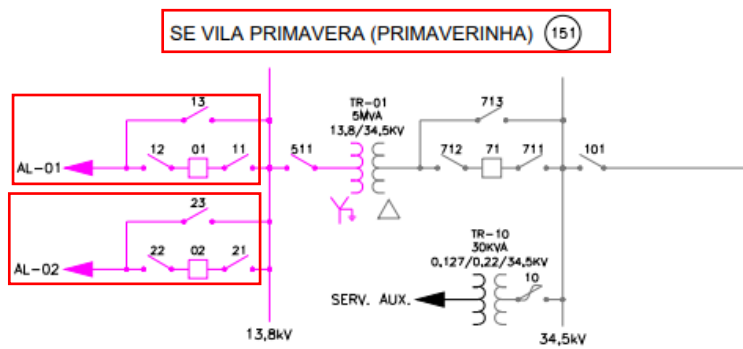 SE VILA PRIMAVERA (PRIMAVERINHA) 151
13
TR-01
5MVA
13,8/34,5KV
713
12 01 11 511 712 71 711 101
AL-01
23
22 02 21
AL-02
TR-10
30KVA
0,127/0,22/34,5KV
10
SERV. AUX.
13,8kV
34,5kV